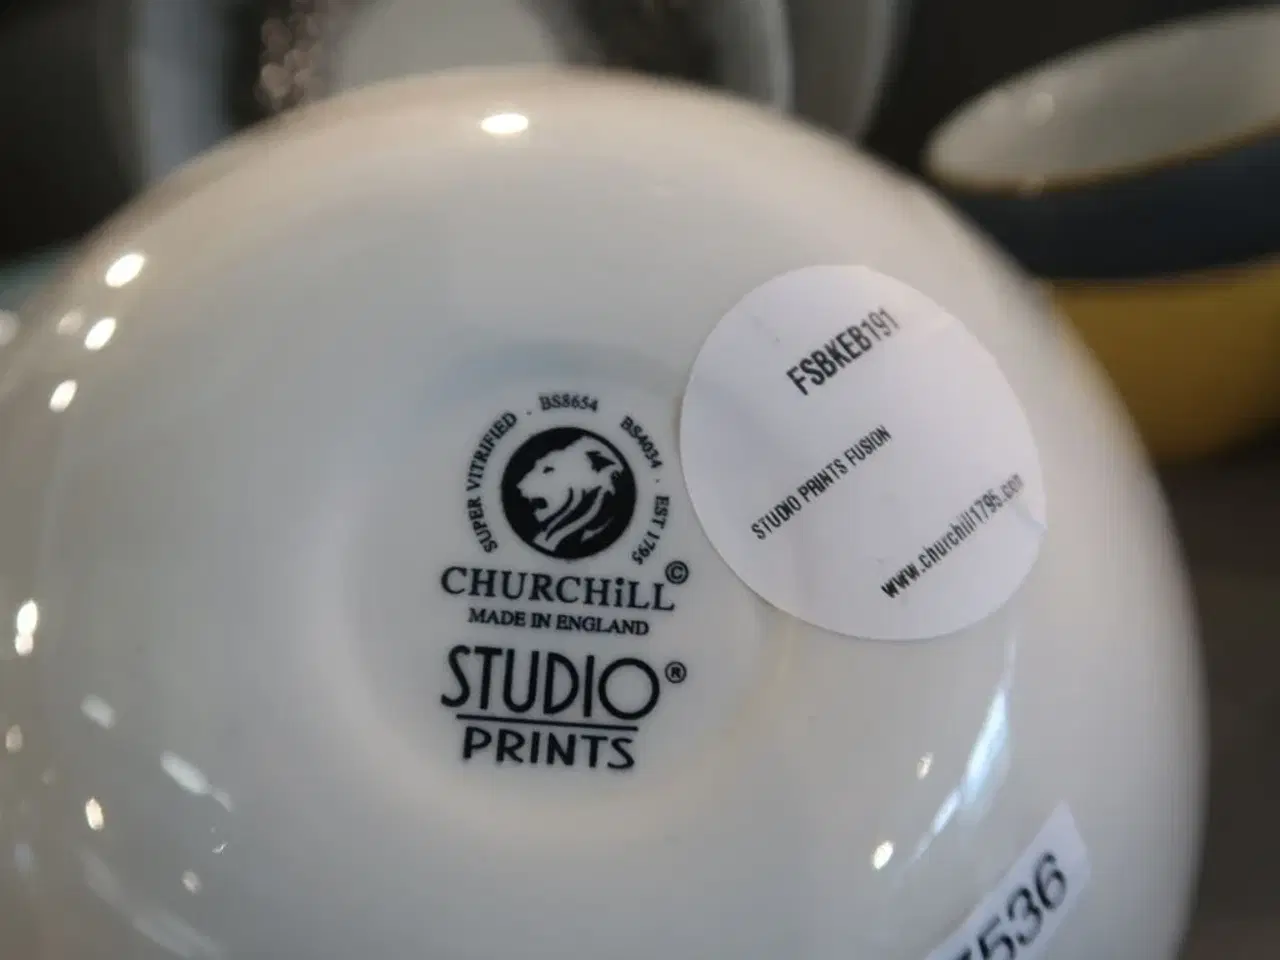 SUPER VITRIFIED · BS8654 BS4034 · EST 1795
CHURCHiLL©
MADE IN ENGLAND
STUDIO®
PRINTS
FSBKEB191
STUDIO PRINTS FUSION
www.churchill1795.com